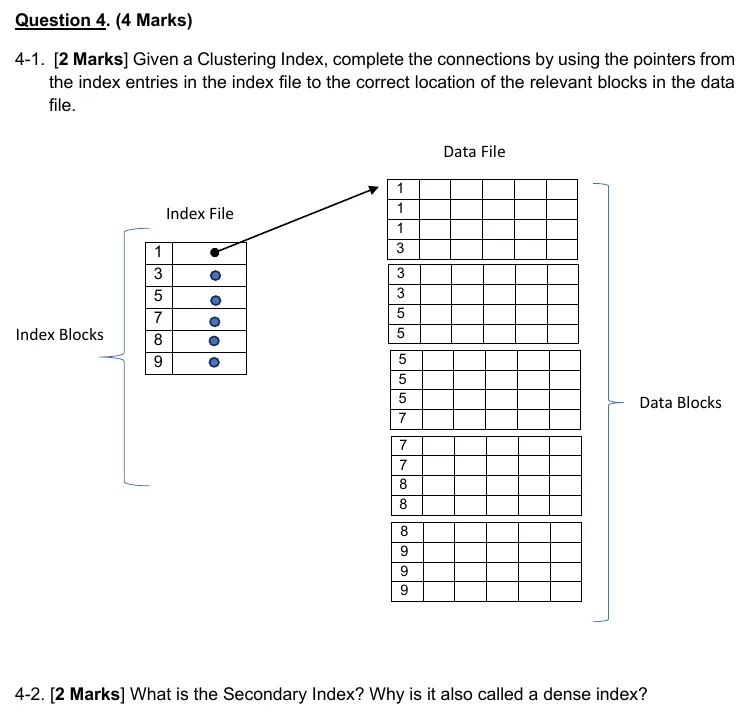 Question 4. (4 Marks)
4-1. [2 Marks] Given a Clustering Index, complete the connections by using the pointers from
the index entries in the index file to the correct location of the relevant blocks in the data
file.
Data File
Index File
Index Blocks
1
3
5
7
8
9
1
1
1
3
3
3
5
5
5
5
5
7
7
7
8
8
8
9
9
9
Data Blocks
4-2. [2 Marks] What is the Secondary Index? Why is it also called a dense index?